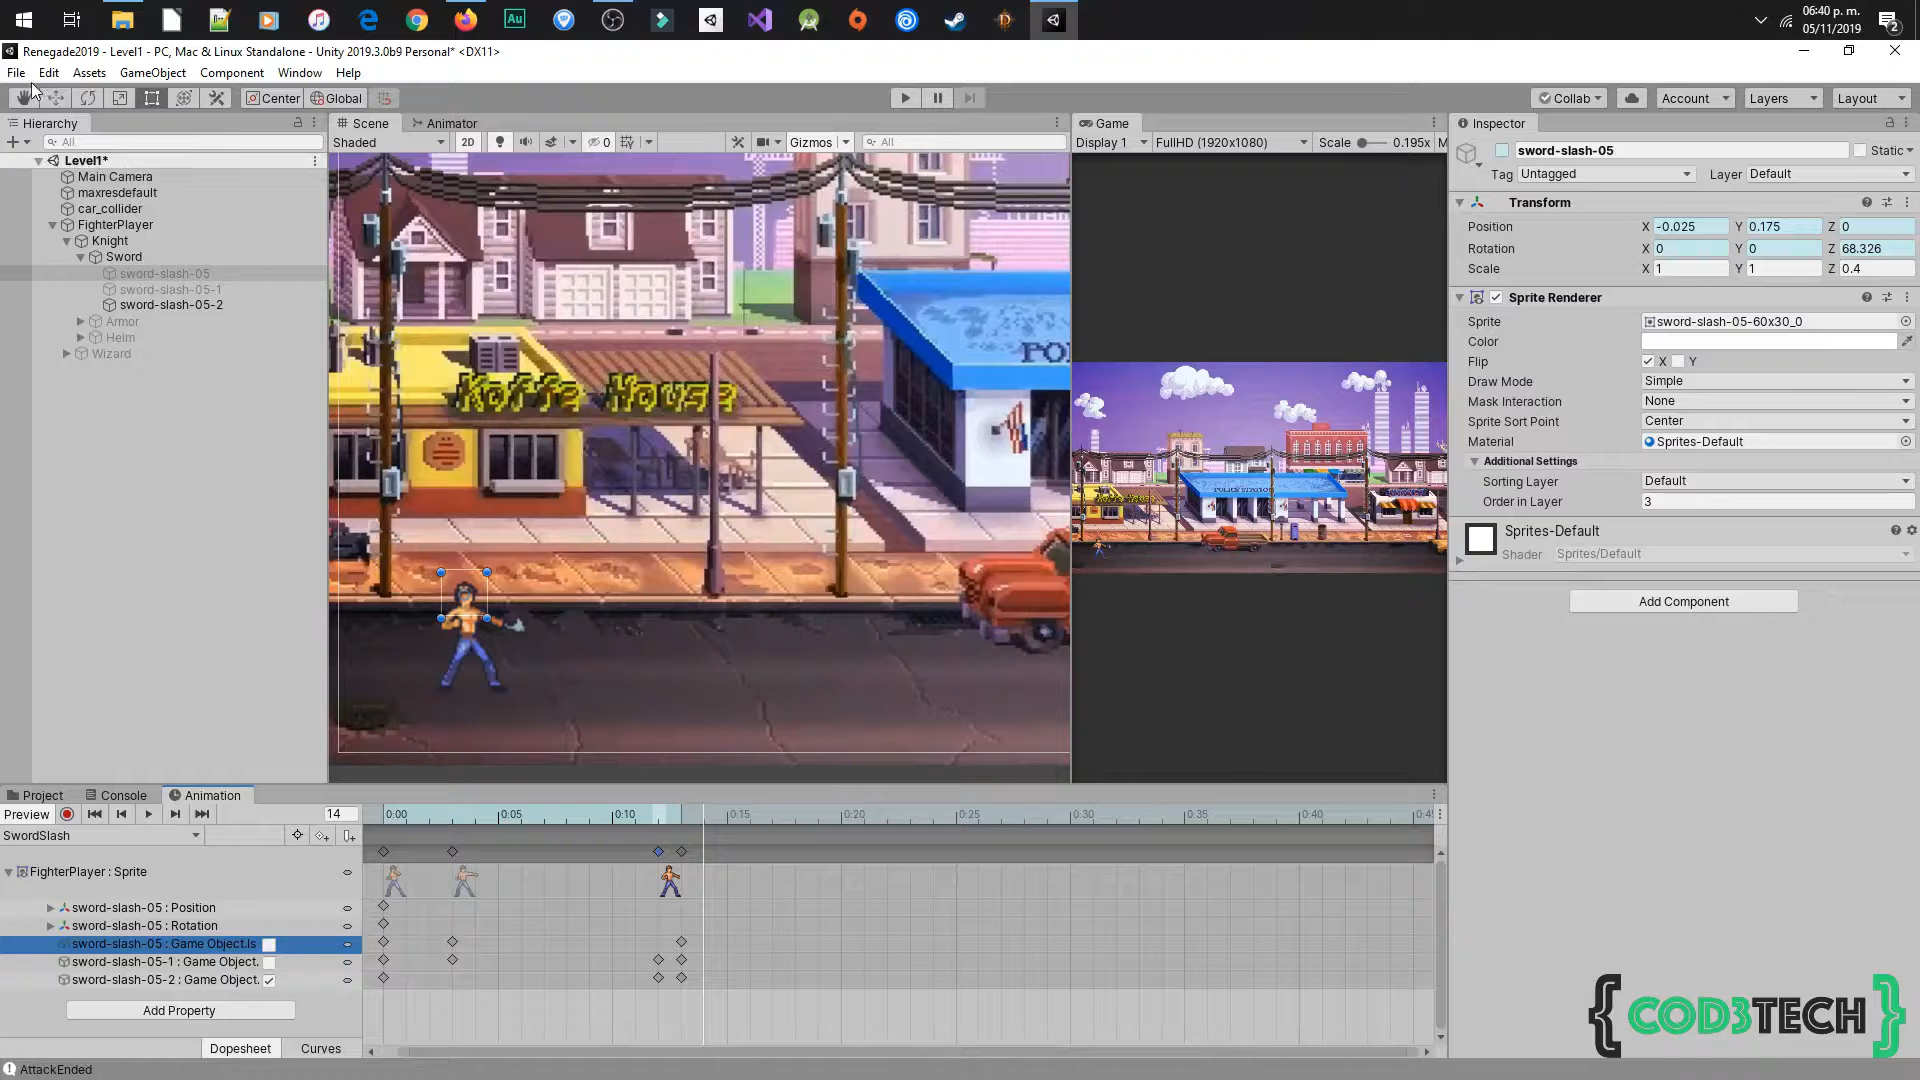 Au
06:40 p. m.
05/11/2019
2
Renegade2019 - Level1 - PC, Mac & Linux Standalone - Unity 2019.3.0b9 Personal* <DX11>
File Edit Assets GameObject Component Window Help
Center Global Collab Account Layers Layout
Hierarchy
All
Level1*
Main Camera
maxresdefault
car_collider
FighterPlayer
Knight
Sword
sword-slash-05
sword-slash-05-1
sword-slash-05-2
Armor
Helm
Wizard
Scene Animator
Shaded 2D 0 Gizmos All
Koffe House
PO
Game
Display 1 FullHD (1920x1080) Scale 0.195x M
POLICE STATION
Inspector
sword-slash-05 Static
Tag Untagged Layer Default
Transform
Position X -0.025 Y 0.175 Z 0
Rotation X 0 Y 0 Z 68.326
Scale X 1 Y 1 Z 0.4
Sprite Renderer
Sprite sword-slash-05-60x30_0
Color
Flip X Y
Draw Mode Simple
Mask Interaction None
Sprite Sort Point Center
Material Sprites-Default
Additional Settings
Sorting Layer Default
Order in Layer 3
Sprites-Default
Shader Sprites/Default
Add Component
Project Console Animation
Preview 14 0:00 0:05 0:10 0:15 0:20 0:25 0:30 0:35 0:40 0:45
SwordSlash
FighterPlayer : Sprite
sword-slash-05 : Position
sword-slash-05 : Rotation
sword-slash-05 : Game Object.Is
sword-slash-05-1 : Game Object.
sword-slash-05-2 : Game Object.
Add Property
Dopesheet Curves
AttackEnded
{COD3TECH}